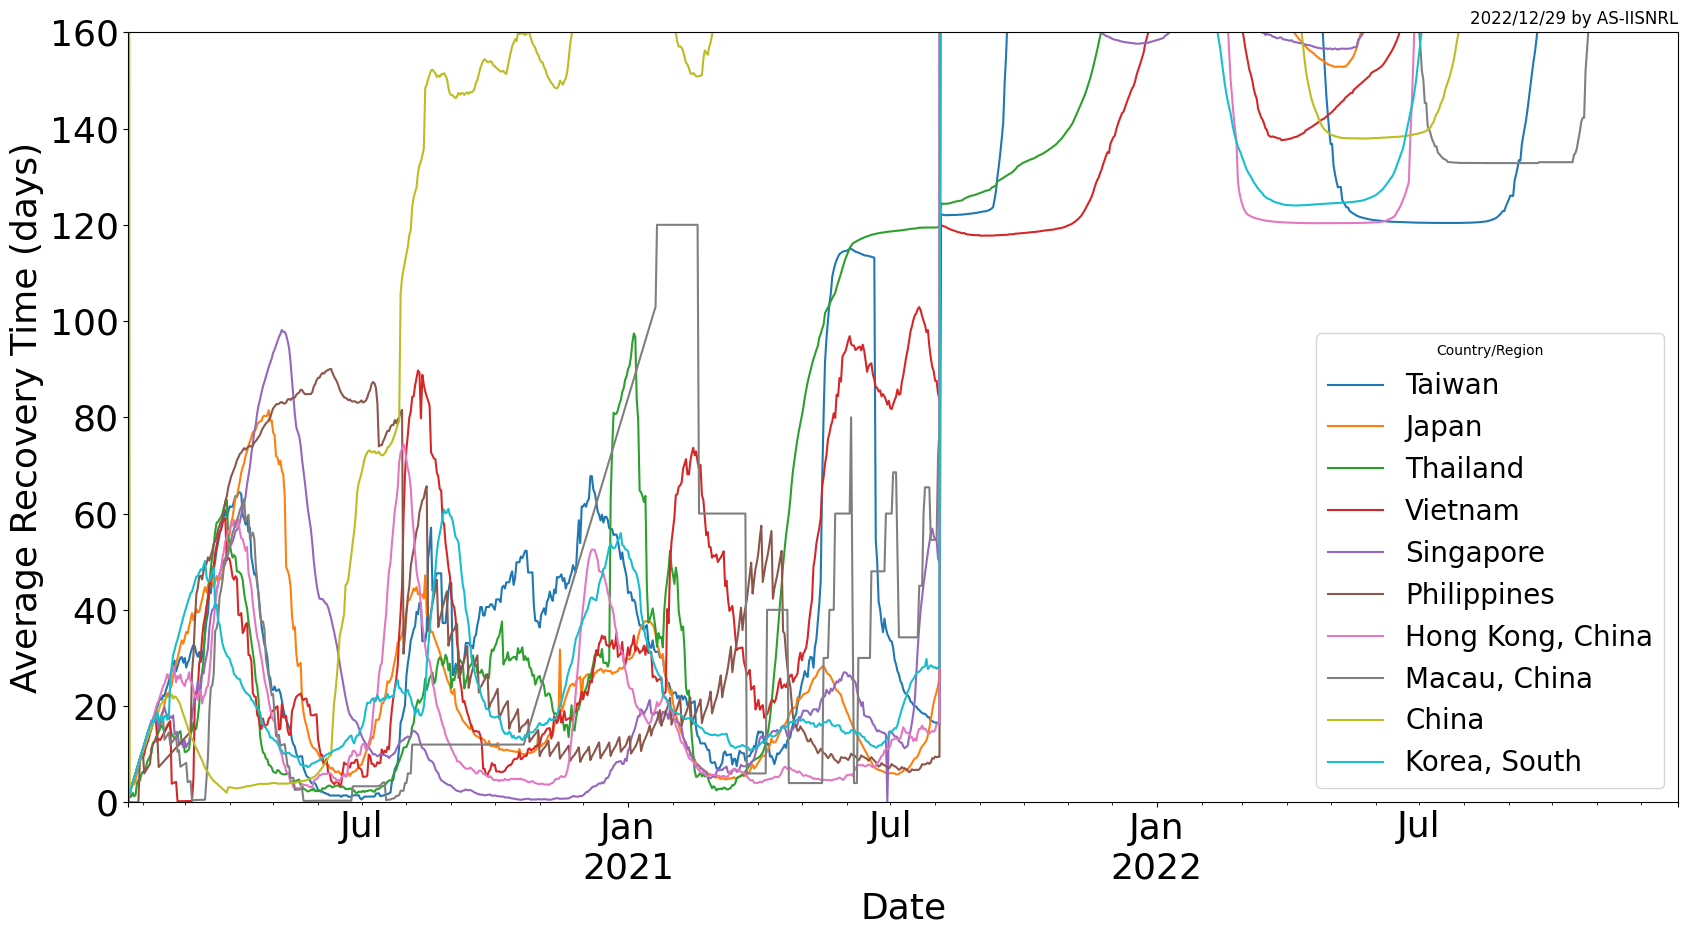 2022/12/29 by AS-IISNRL
Average Recovery Time (days)
160
140
120
100
80
60
40
20
0
Jul
Jan
2021
Jul
Jan
2022
Jul
Date
Country/Region
Taiwan
Japan
Thailand
Vietnam
Singapore
Philippines
Hong Kong, China
Macau, China
China
Korea, South